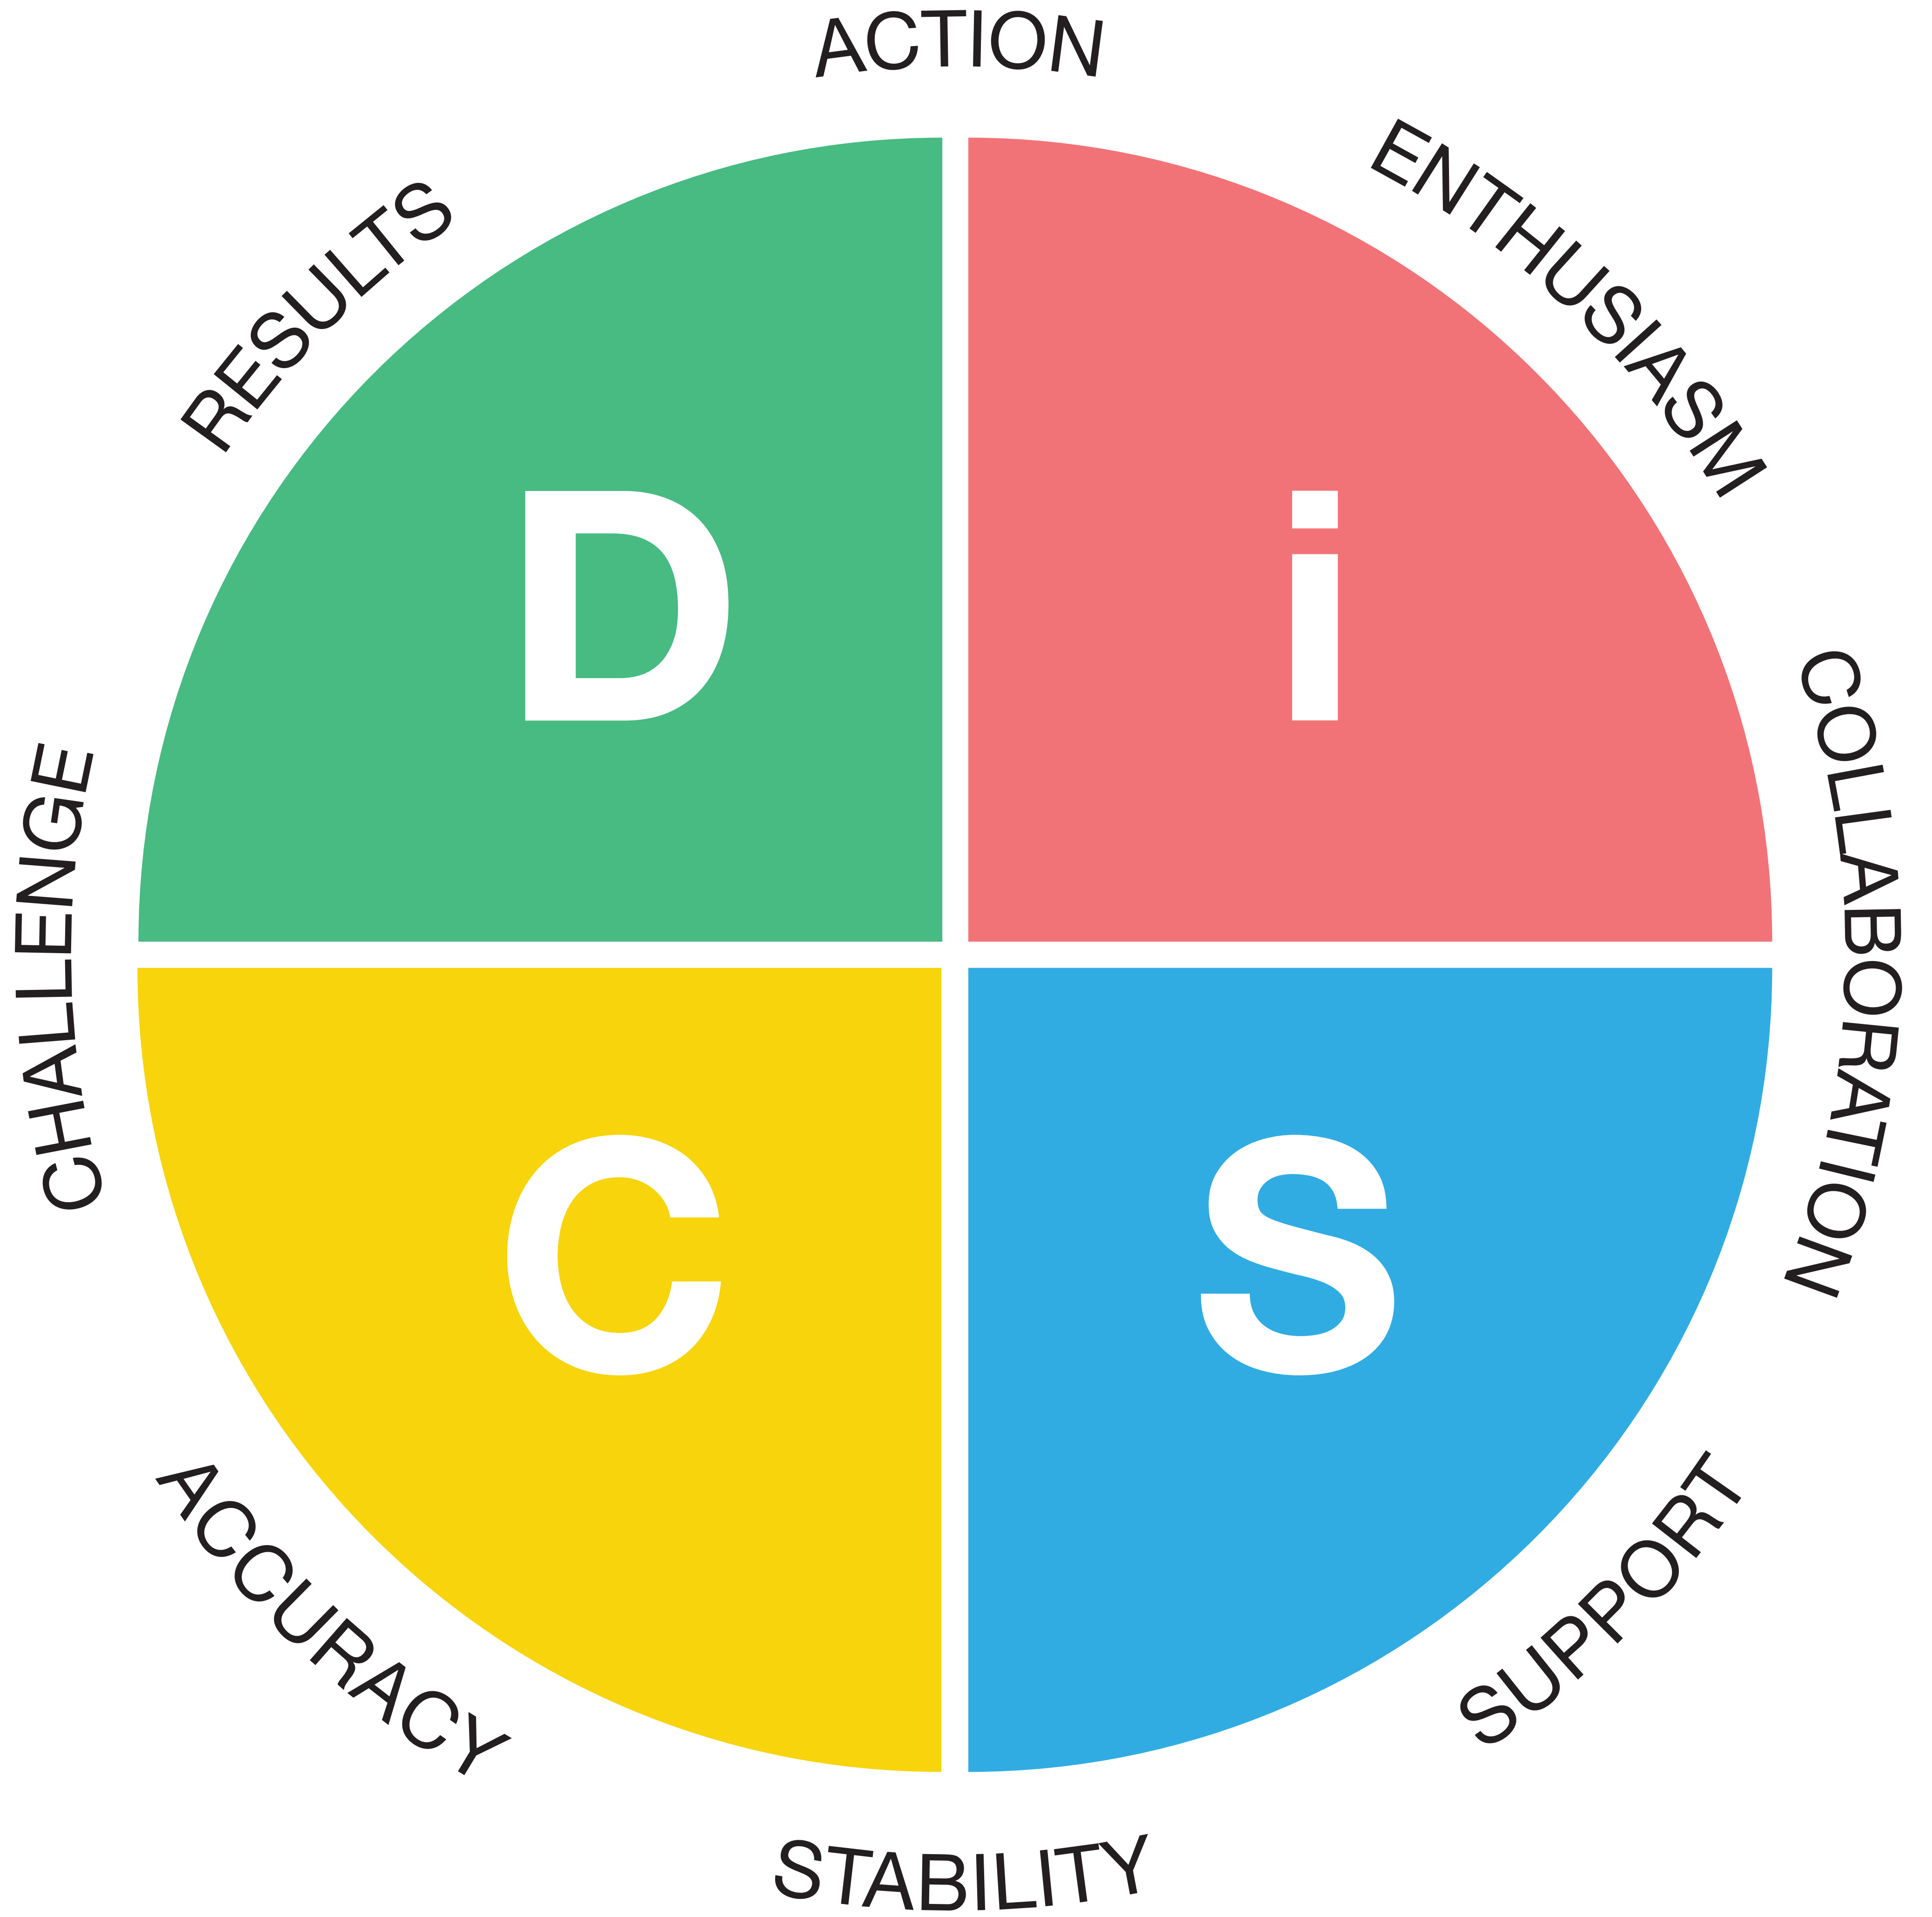 ACTION
ENTHUSIASM
COLLABORATION
SUPPORT
STABILITY
ACCURACY
CHALLENGE
RESULTS
D
i
C
S